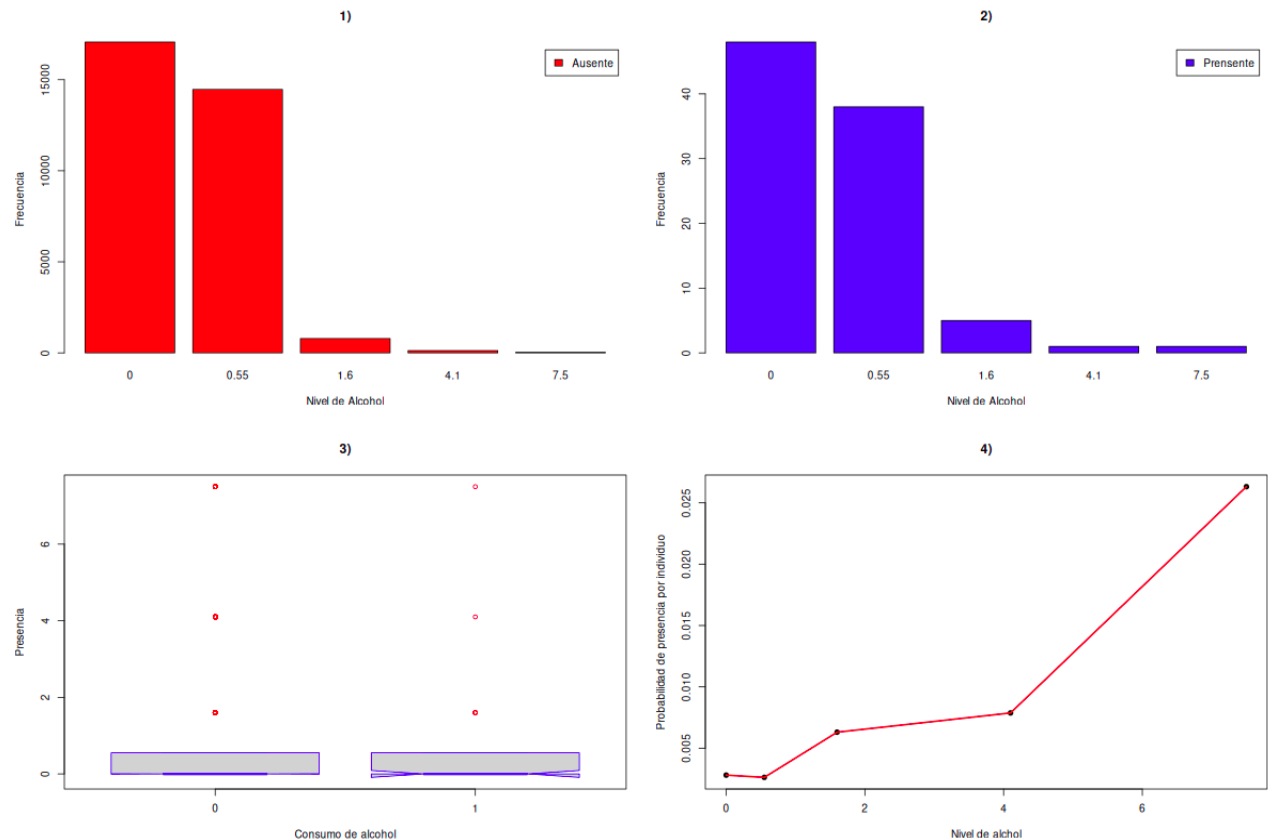 1)
Ausente
Frecuencia
15000
10000
5000
0
0 0.55 1.6 4.1 7.5
Nivel de Alcohol
2)
Prensente
Frecuencia
40
30
20
10
0
0 0.55 1.6 4.1 7.5
Nivel de Alcohol
3)
Presencia
6
4
2
0
0 1
Consumo de alcohol
4)
Probabilidad de presencia por individuo
0.025
0.020
0.015
0.010
0.005
0 2 4 6
Nivel de alchol